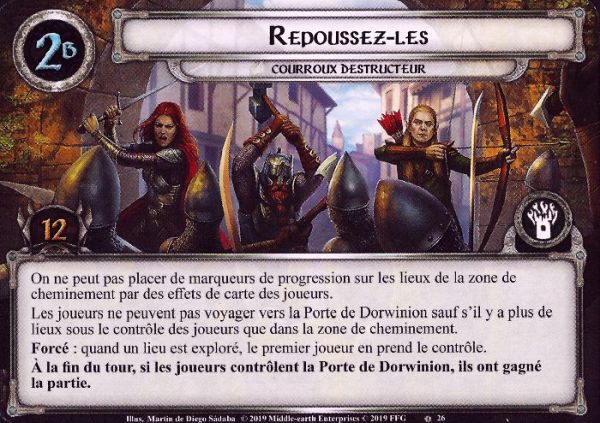 2B
REPOUSSEZ-LES
COURROUX DESTRUCTEUR
12
On ne peut pas placer de marqueurs de progression sur les lieux de la zone de
cheminement par des effets de carte des joueurs.
Les joueurs ne peuvent pas voyager vers la Porte de Dorwinion sauf s'il y a plus de
lieux sous le contrôle des joueurs que dans la zone de cheminement.
Forcé : quand un lieu est exploré, le premier joueur en prend le contrôle.
À la fin du tour, si les joueurs contrôlent la Porte de Dorwinion, ils ont gagné
la partie.
Illus. Martin de Diego Sádaba © 2019 Middle-earth Enterprises © 2019 FFG 26